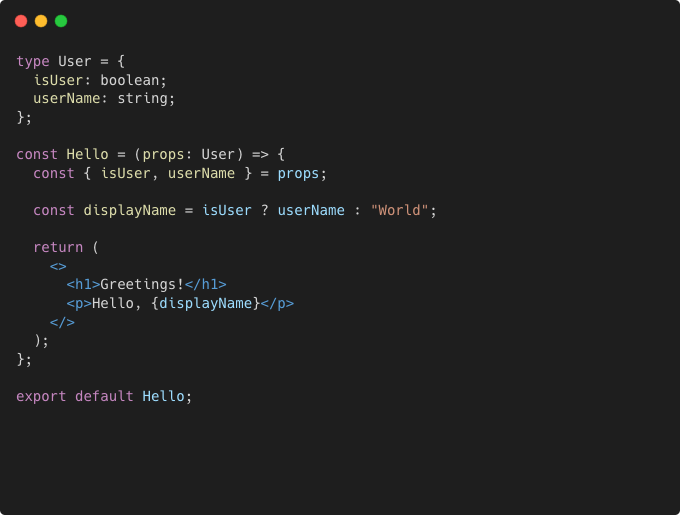 type User = {
  isUser: boolean;
  userName: string;
};

const Hello = (props: User) => {
  const { isUser, userName } = props;

  const displayName = isUser ? userName : "World";

  return (
    <>
      <h1>Greetings!</h1>
      <p>Hello, {displayName}</p>
    </>
  );
};

export default Hello;